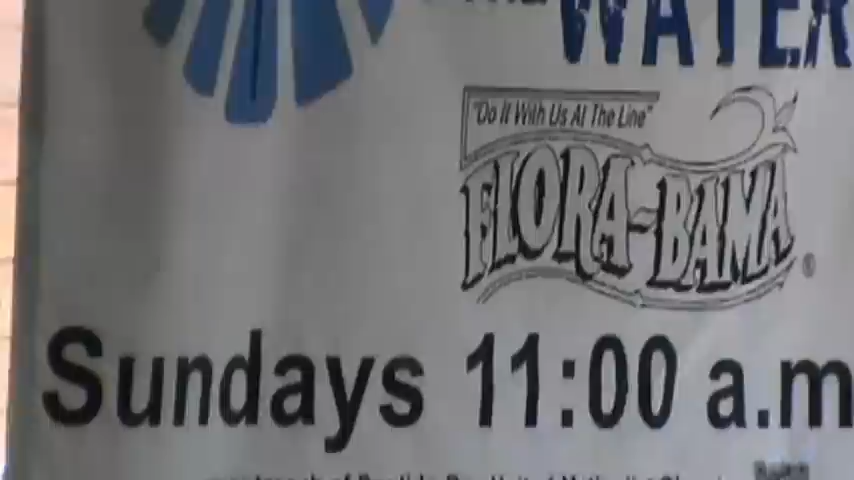 WATER
"Do It With Us At The Line"
FLORA-BAMA®
Sundays 11:00 a.m